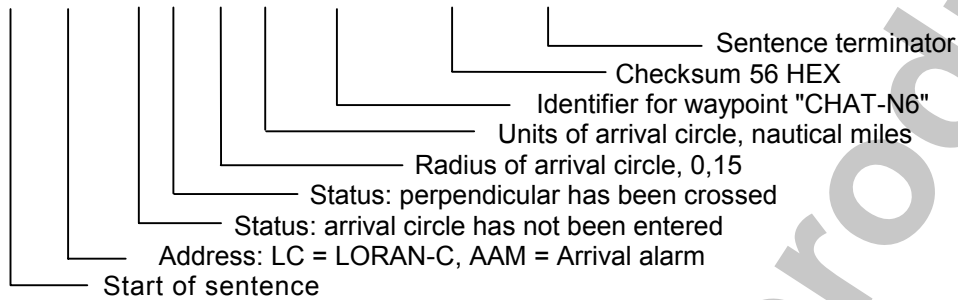 Sentence terminator
Checksum 56 HEX
Identifier for waypoint "CHAT-N6"
Units of arrival circle, nautical miles
Radius of arrival circle, 0,15
Status: perpendicular has been crossed
Status: arrival circle has not been entered
Address: LC = LORAN-C, AAM = Arrival alarm
Start of sentence